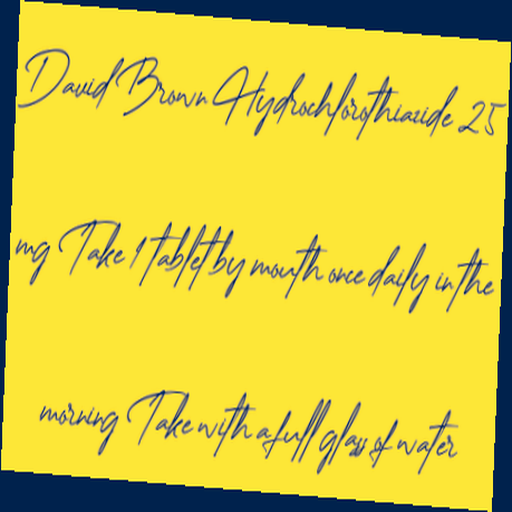 David Brown Hydrochlorothiazide 25
mg Take 1 tablet by mouth once daily in the
morning Take with a full glass of water